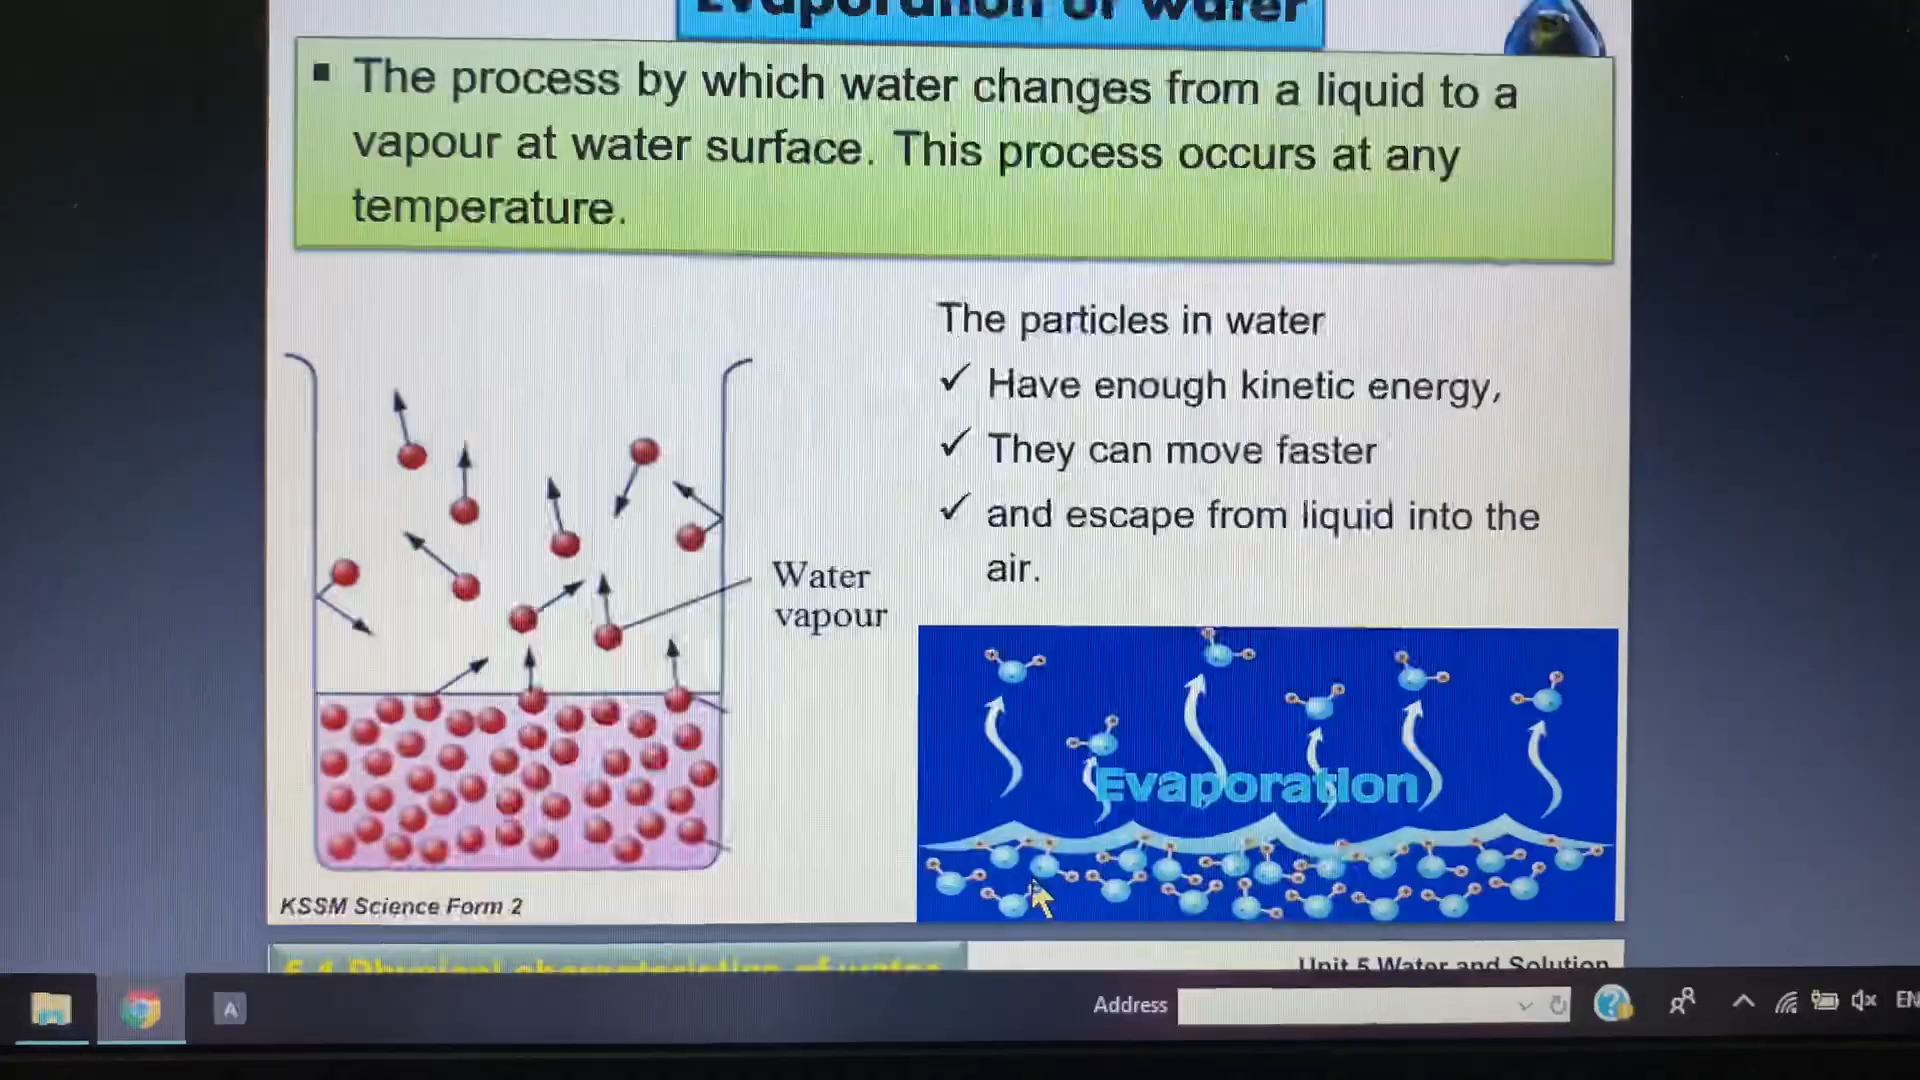 Evaporation of water
▪ The process by which water changes from a liquid to a
vapour at water surface. This process occurs at any
temperature.
The particles in water
✓ Have enough kinetic energy,
✓ They can move faster
✓ and escape from liquid into the
air.
Water
vapour
Evaporation
KSSM Science Form 2
5.1 Physical characteristics of water
Unit 5 Water and Solution
A
Address
EN